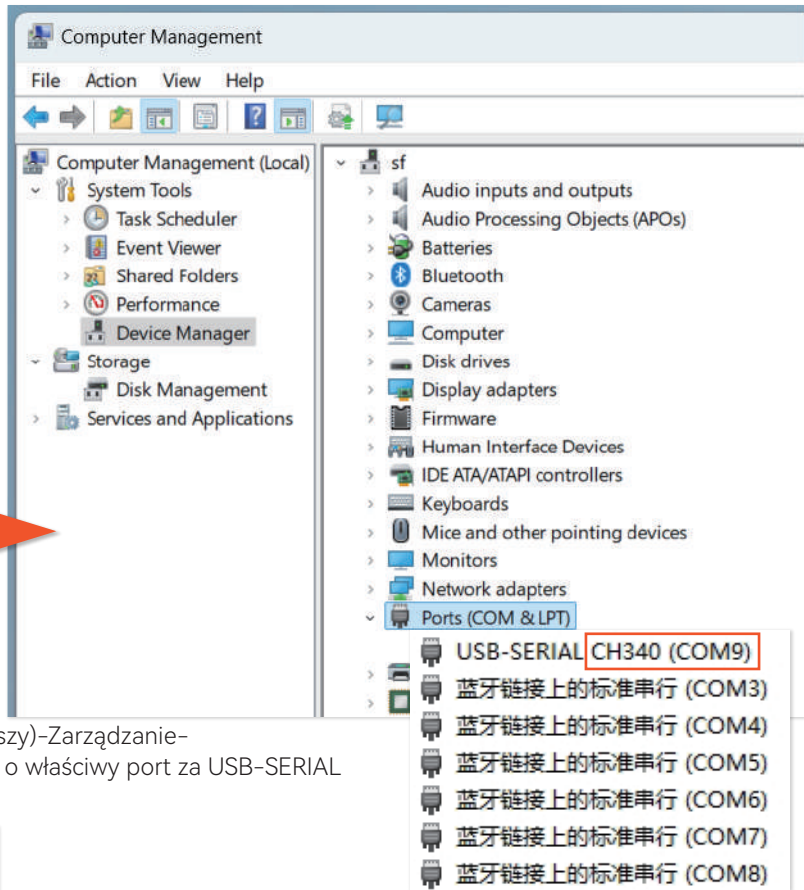 Computer Management
File Action View Help
Computer Management (Local)
System Tools
Task Scheduler
Event Viewer
Shared Folders
Performance
Device Manager
Storage
Disk Management
Services and Applications
sf
Audio inputs and outputs
Audio Processing Objects (APOs)
Batteries
Bluetooth
Cameras
Computer
Disk drives
Display adapters
Firmware
Human Interface Devices
IDE ATA/ATAPI controllers
Keyboards
Mice and other pointing devices
Monitors
Network adapters
Ports (COM & LPT)
USB-SERIAL CH340 (COM9)
蓝牙链接上的标准串行 (COM3)
蓝牙链接上的标准串行 (COM4)
蓝牙链接上的标准串行 (COM5)
蓝牙链接上的标准串行 (COM6)
蓝牙链接上的标准串行 (COM7)
蓝牙链接上的标准串行 (COM8)
szy)-Zarządzanie-
o właściwy port za USB-SERIAL